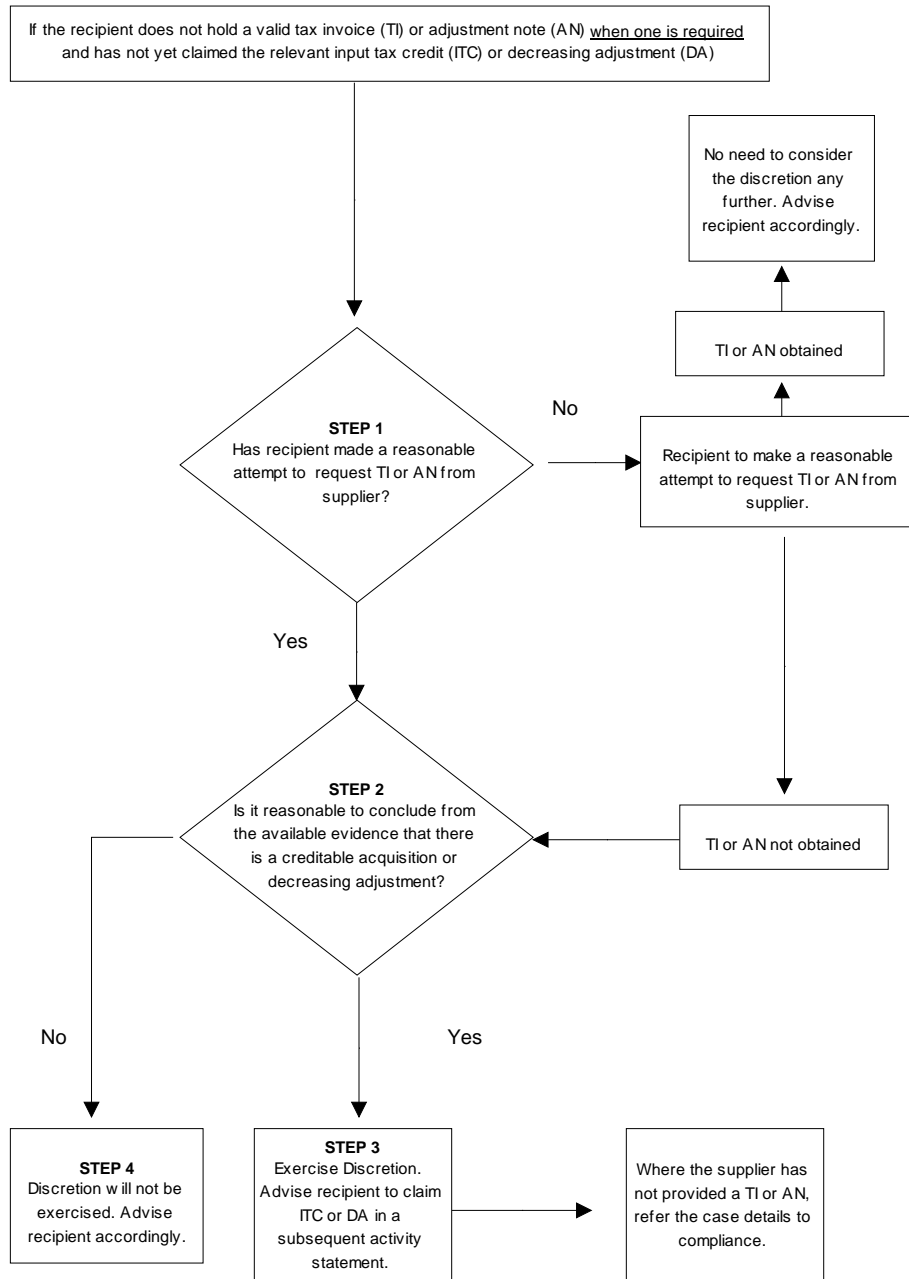 If the recipient does not hold a valid tax invoice (TI) or adjustment note (AN) when one is required
and has not yet claimed the relevant input tax credit (ITC) or decreasing adjustment (DA)
No need to consider
the discretion any
further. Advise
recipient accordingly.
TI or AN obtained
No
STEP 1
Has recipient made a reasonable
attempt to request TI or AN from
supplier?
Recipient to make a reasonable
attempt to request TI or AN from
supplier.
Yes
STEP 2
Is it reasonable to conclude from
the available evidence that there
is a creditable acquisition or
decreasing adjustment?
TI or AN not obtained
No
Yes
STEP 4
Discretion will not be
exercised. Advise
recipient accordingly.
STEP 3
Exercise Discretion.
Advise recipient to claim
ITC or DA in a
subsequent activity
statement.
Where the supplier has
not provided a TI or AN,
refer the case details to
compliance.